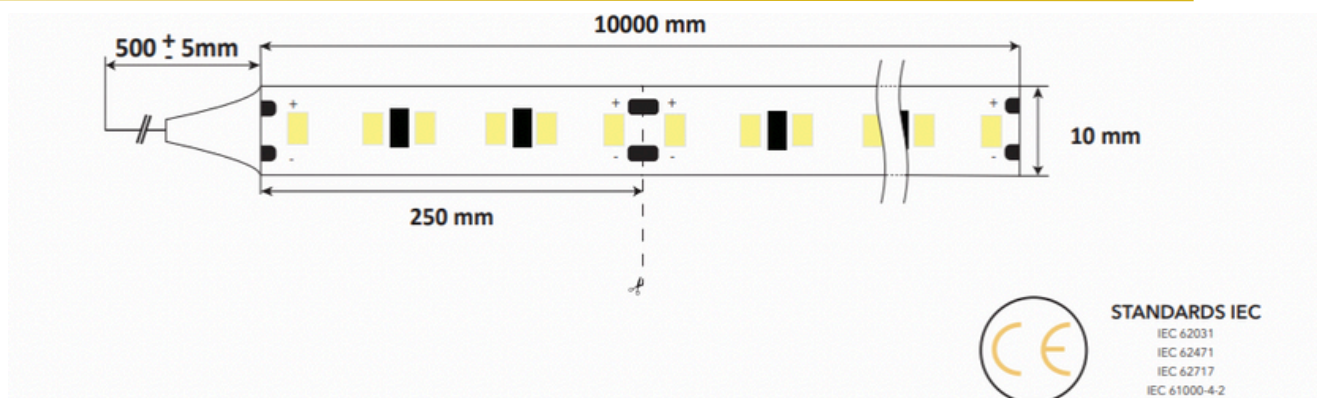 10000 mm
500 ± 5mm
+
+
+
+
-
-
-
-
10 mm
250 mm
CE
STANDARDS IEC
IEC 62031
IEC 62471
IEC 62717
IEC 61000-4-2